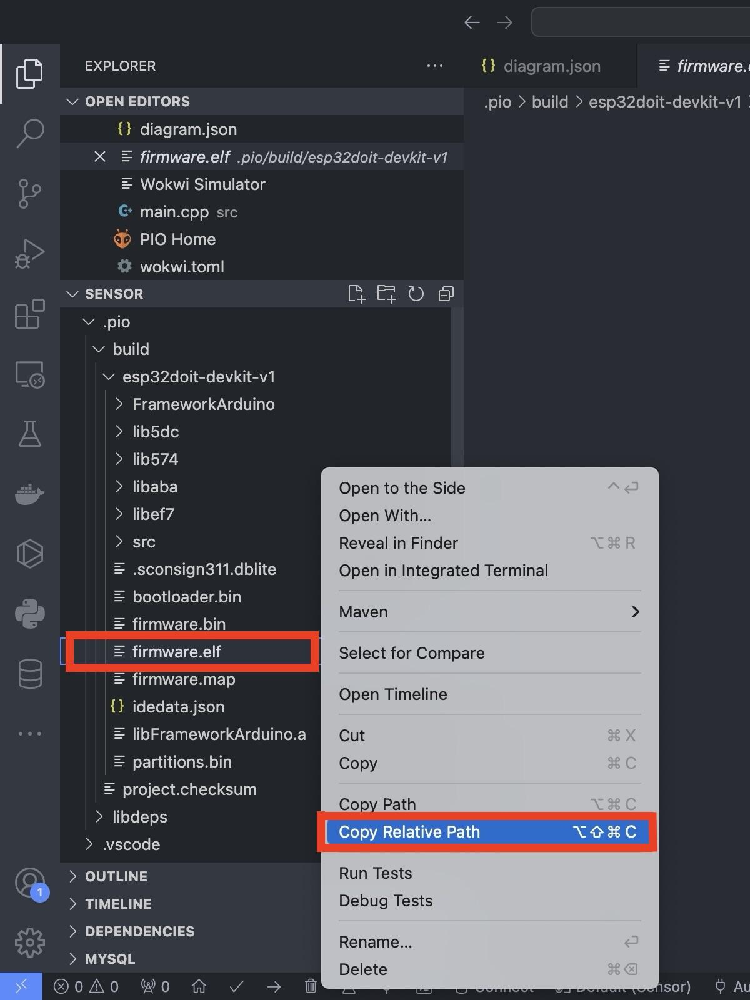 EXPLORER
{} diagram.json
firmware.
OPEN EDITORS
.pio > build > esp32doit-devkit-v1
{} diagram.json
firmware.elf .pio/build/esp32doit-devkit-v1
Wokwi Simulator
main.cpp src
PIO Home
wokwi.toml
SENSOR
.pio
build
esp32doit-devkit-v1
FrameworkArduino
lib5dc
lib574
libaba
libef7
src
.sconsign311.dblite
bootloader.bin
firmware.bin
firmware.elf
firmware.map
{} idedata.json
libFrameworkArduino.a
partitions.bin
project.checksum
libdeps
.vscode
OUTLINE
TIMELINE
DEPENDENCIES
MYSQL
1
Open to the Side ^ ↩
Open With...
Reveal in Finder ⌥⌘ R
Open in Integrated Terminal
Maven
Select for Compare
Open Timeline
Cut ⌘ X
Copy ⌘ C
Copy Path ⌥⌘ C
Copy Relative Path ⌥⇧⌘ C
Run Tests
Debug Tests
Rename... ↩
Delete ⌘⌫
0 0 0 Connect Default (Sensor) Au